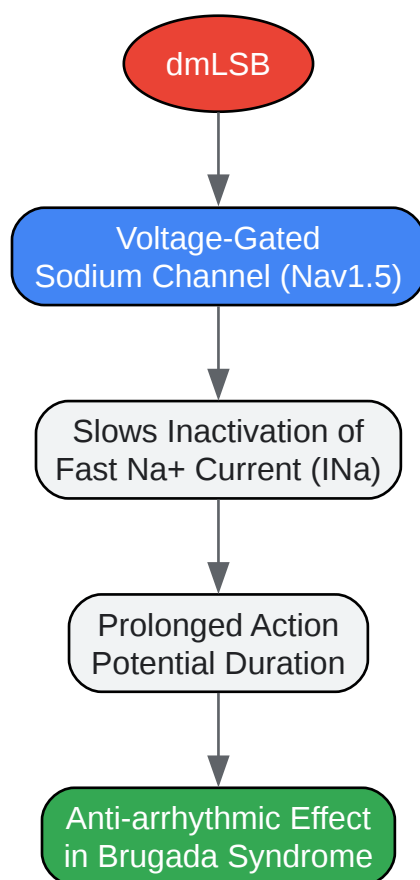 dmLSB
Voltage-Gated
Sodium Channel (Nav1.5)
Slows Inactivation of
Fast Na+ Current (INa)
Prolonged Action
Potential Duration
Anti-arrhythmic Effect
in Brugada Syndrome